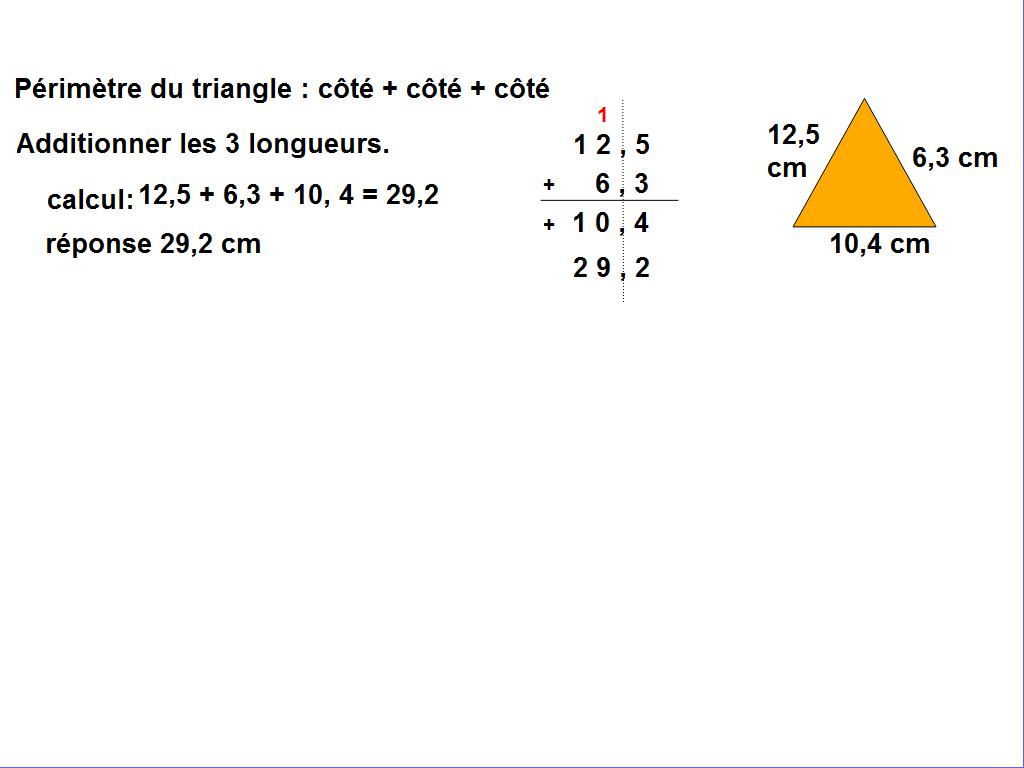 Périmètre du triangle : côté + côté + côté
Additionner les 3 longueurs.
calcul: 12,5 + 6,3 + 10, 4 = 29,2
réponse 29,2 cm
1
1 2 , 5
+ 6 , 3
+ 1 0 , 4
2 9 , 2
12,5
cm
6,3 cm
10,4 cm